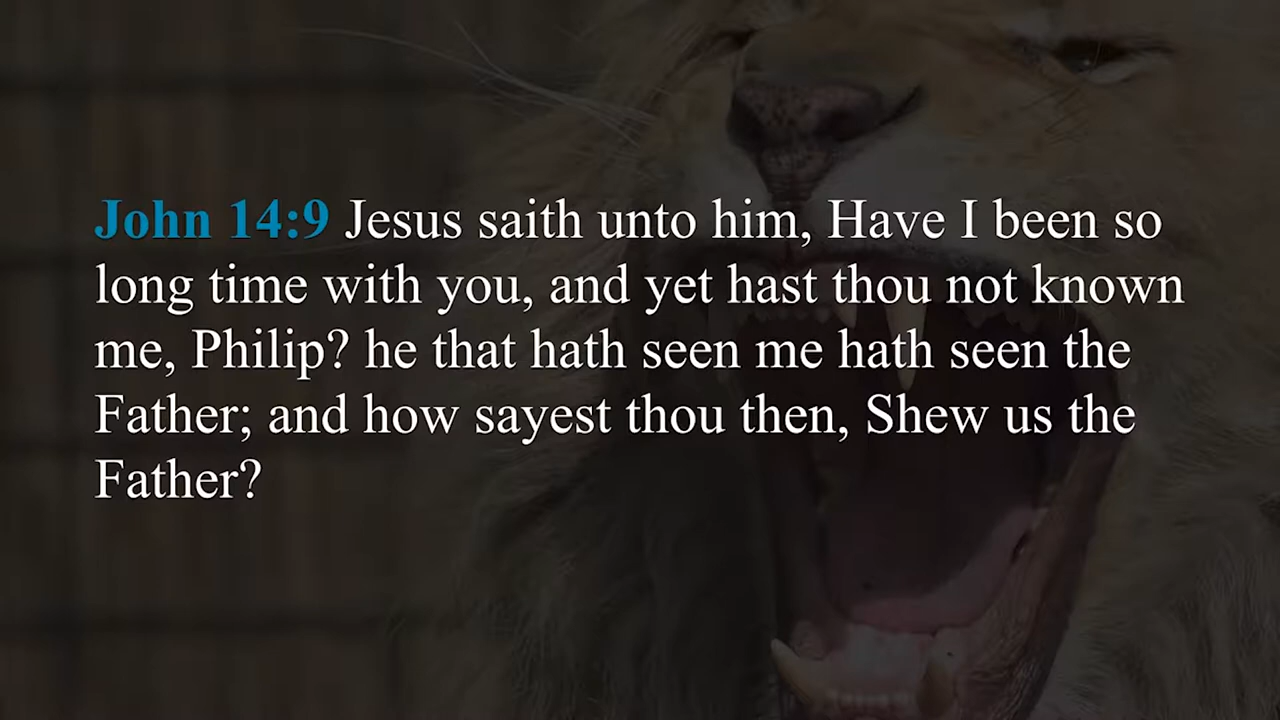 John 14:9 Jesus saith unto him, Have I been so
long time with you, and yet hast thou not known
me, Philip? he that hath seen me hath seen the
Father; and how sayest thou then, Shew us the
Father?